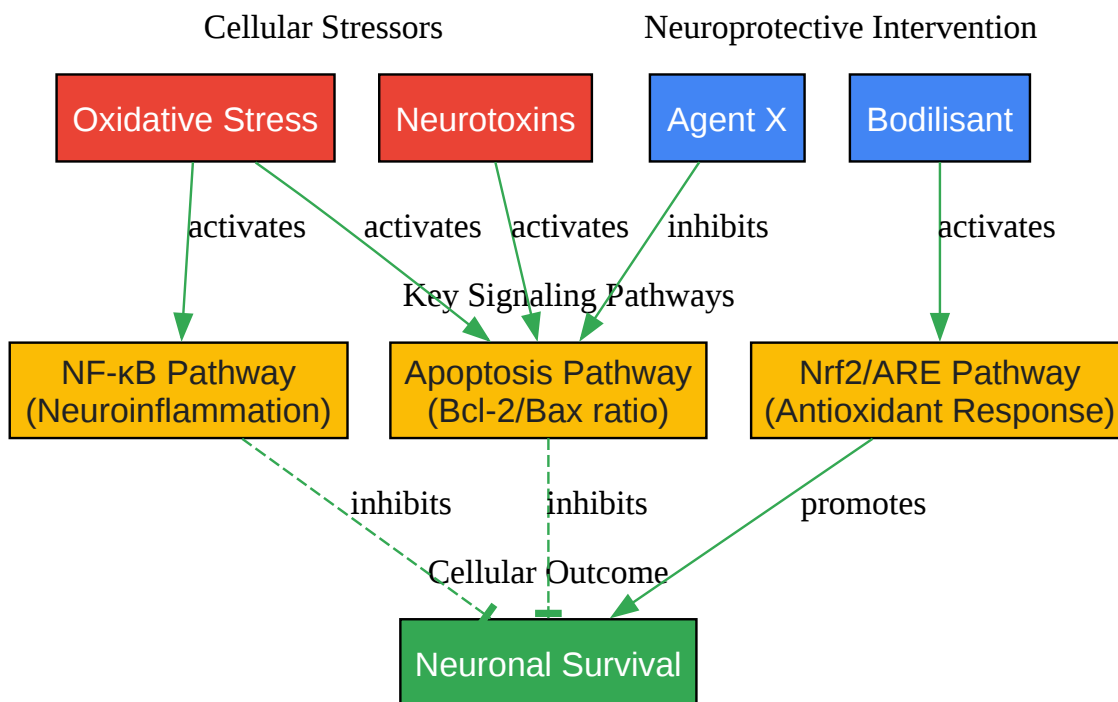 Cellular Stressors
Neuroprotective Intervention
Oxidative Stress
Neurotoxins
Agent X
Bodilisant
activates
activates
activates
inhibits
activates
Key Signaling Pathways
NF-κB Pathway
(Neuroinflammation)
Apoptosis Pathway
(Bcl-2/Bax ratio)
Nrf2/ARE Pathway
(Antioxidant Response)
inhibits
inhibits
promotes
Cellular Outcome
Neuronal Survival